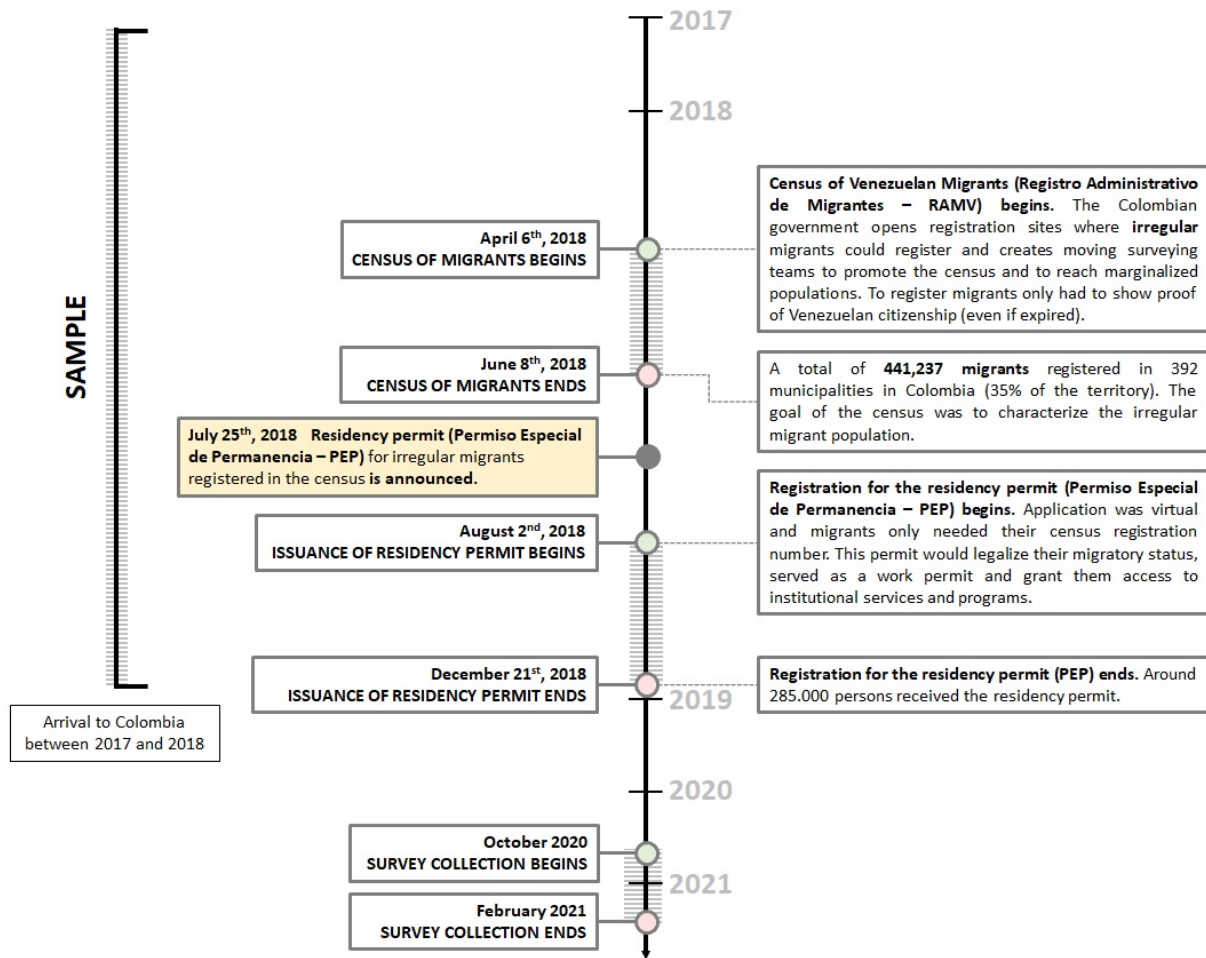 2017
2018
Census of Venezuelan Migrants (Registro Administrativo
de Migrantes – RAMV) begins. The Colombian
government opens registration sites where irregular
migrants could register and creates moving surveying
teams to promote the census and to reach marginalized
populations. To register migrants only had to show proof
of Venezuelan citizenship (even if expired).
April 6th, 2018
CENSUS OF MIGRANTS BEGINS
SAMPLE
June 8th, 2018
CENSUS OF MIGRANTS ENDS
A total of 441,237 migrants registered in 392
municipalities in Colombia (35% of the territory). The
goal of the census was to characterize the irregular
migrant population.
July 25th, 2018 Residency permit (Permiso Especial
de Permanencia – PEP) for irregular migrants
registered in the census is announced.
Registration for the residency permit (Permiso Especial
de Permanencia – PEP) begins. Application was virtual
and migrants only needed their census registration
number. This permit would legalize their migratory status,
served as a work permit and grant them access to
institutional services and programs.
August 2nd, 2018
ISSUANCE OF RESIDENCY PERMIT BEGINS
December 21st, 2018
ISSUANCE OF RESIDENCY PERMIT ENDS
Registration for the residency permit (PEP) ends. Around
285.000 persons received the residency permit.
2019
Arrival to Colombia
between 2017 and 2018
2020
October 2020
SURVEY COLLECTION BEGINS
2021
February 2021
SURVEY COLLECTION ENDS